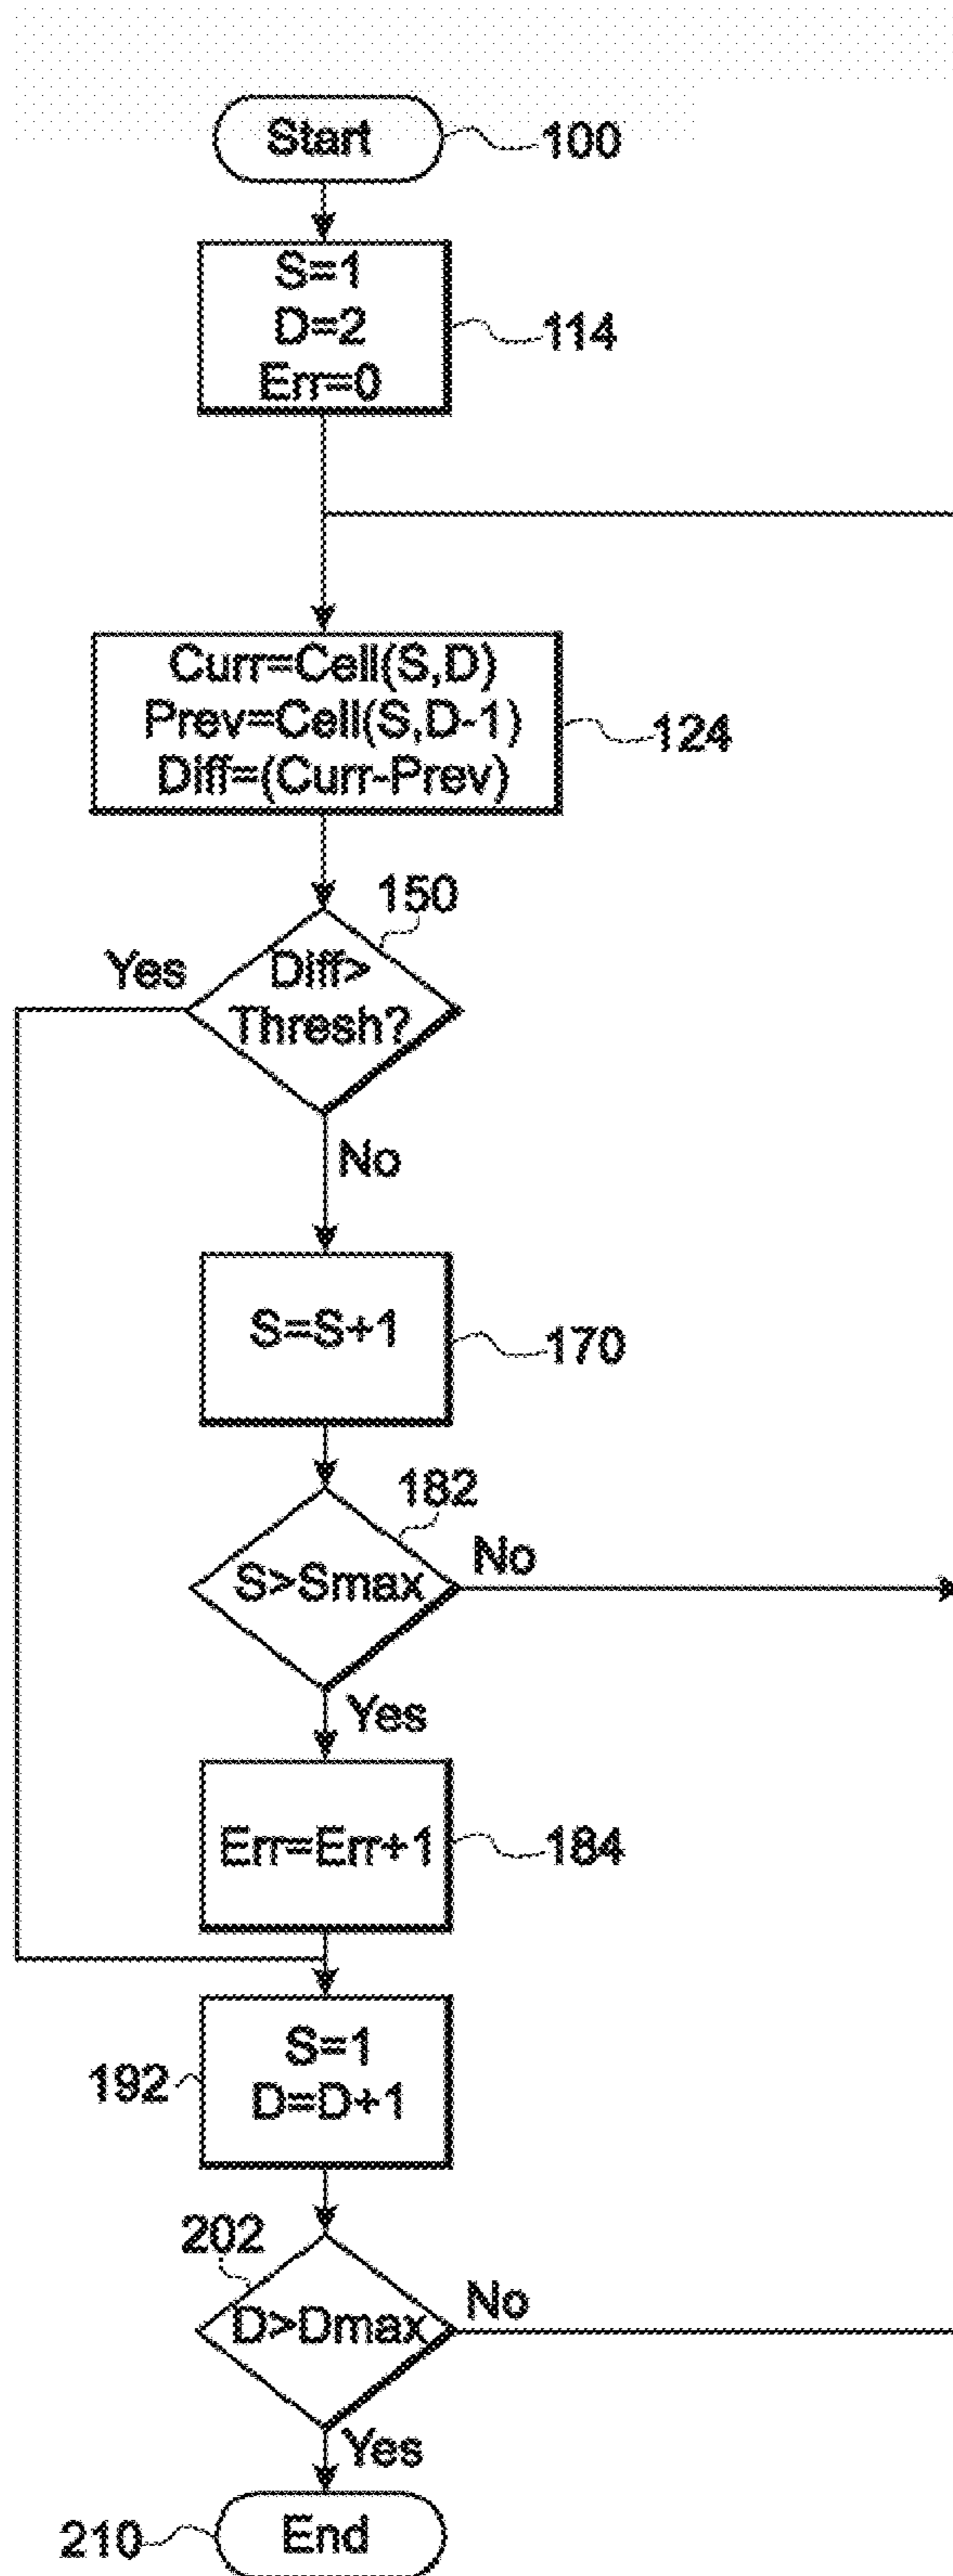 Start
100
S=1
D=2
Err=0
114
Curr=Cell(S,D)
Prev=Cell(S,D-1)
Diff=(Curr-Prev)
124
150
Yes
Diff>
Thresh?
No
S=S+1
170
182
S>Smax
No
Yes
Err=Err+1
184
S=1
D=D+1
192
202
D>Dmax
No
Yes
End
210